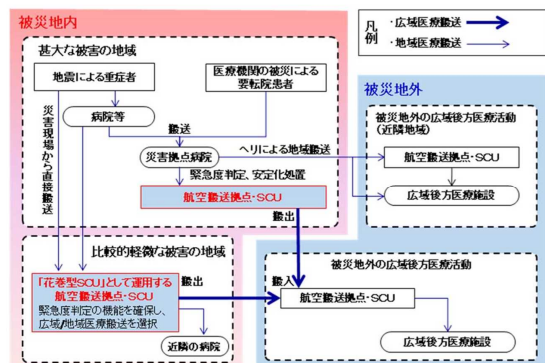 被災地内
凡
例
・広域医療搬送
・地域医療搬送
甚大な被害の地域
地震による重症者
医療機関の被災による
要転院患者
病院等
搬送
災害現場から直接搬送
災害拠点病院
ヘリによる地域搬送
緊急度判定、安定化処置
航空搬送拠点・SCU
搬出
被災地外
被災地外の広域後方医療活動
(近隣地域)
航空搬送拠点・SCU
広域後方医療施設
比較的軽微な被害の地域
「花巻型SCU」として運用する
航空搬送拠点・SCU
緊急度判定の機能を確保し、
広域/地域医療搬送を選択
搬出
近隣の病院
被災地外の広域後方医療活動
搬入
航空搬送拠点・SCU
広域後方医療施設